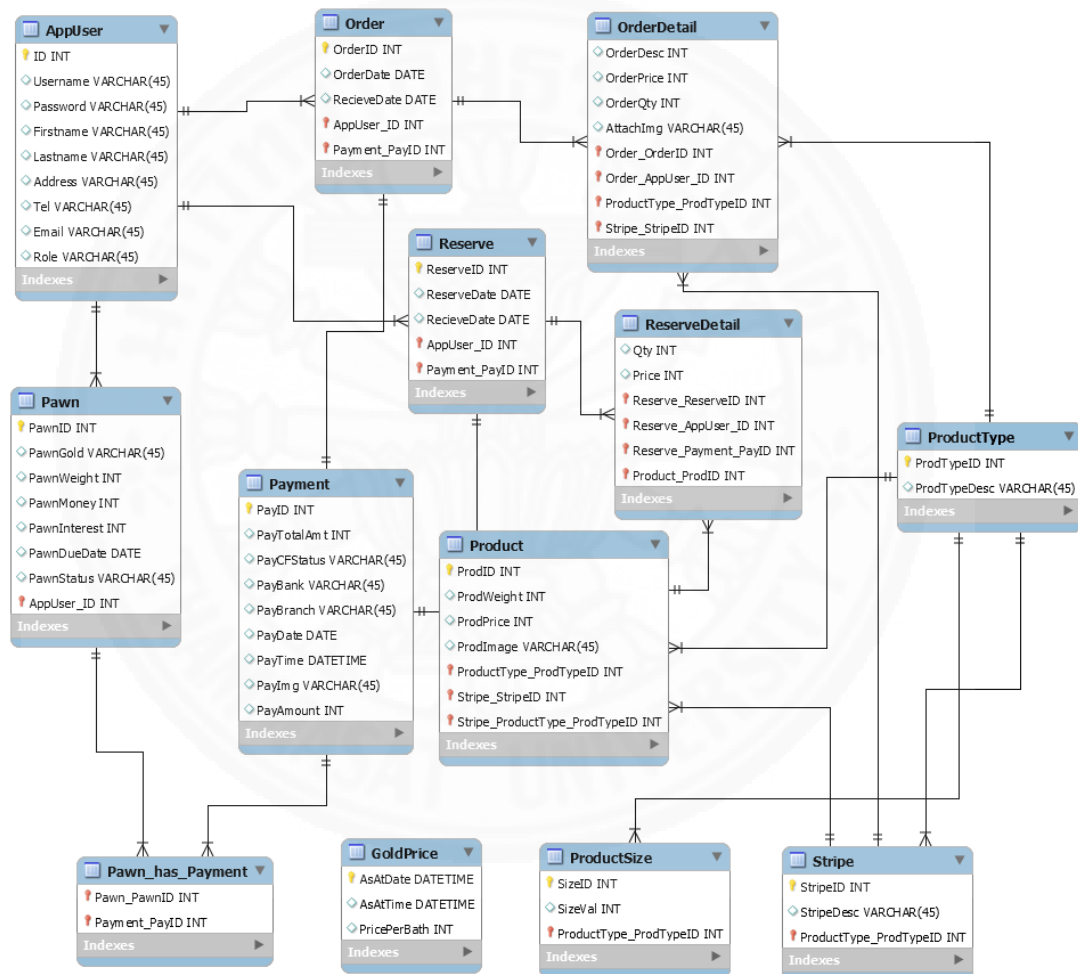 AppUser
ID INT
Username VARCHAR(45)
Password VARCHAR(45)
Firstname VARCHAR(45)
Lastname VARCHAR(45)
Address VARCHAR(45)
Tel VARCHAR(45)
Email VARCHAR(45)
Role VARCHAR(45)
Indexes
Order
OrderID INT
OrderDate DATE
RecieveDate DATE
AppUser_ID INT
Payment_PayID INT
Indexes
OrderDetail
OrderDesc INT
OrderPrice INT
OrderQty INT
AttachImg VARCHAR(45)
Order_OrderID INT
Order_AppUser_ID INT
ProductType_ProdTypeID INT
Stripe_StripeID INT
Indexes
Reserve
ReserveID INT
ReserveDate DATE
RecieveDate DATE
AppUser_ID INT
Payment_PayID INT
Indexes
ReserveDetail
Qty INT
Price INT
Reserve_ReserveID INT
Reserve_AppUser_ID INT
Reserve_Payment_PayID INT
Product_ProdID INT
Indexes
Pawn
PawnID INT
PawnGold VARCHAR(45)
PawnWeight INT
PawnMoney INT
PawnInterest INT
PawnDueDate DATE
PawnStatus VARCHAR(45)
AppUser_ID INT
Indexes
Payment
PayID INT
PayTotalAmt INT
PayCFStatus VARCHAR(45)
PayBank VARCHAR(45)
PayBranch VARCHAR(45)
PayDate DATE
PayTime DATETIME
PayImg VARCHAR(45)
PayAmount INT
Indexes
Product
ProdID INT
ProdWeight INT
ProdPrice INT
ProdImage VARCHAR(45)
ProductType_ProdTypeID INT
Stripe_StripeID INT
Stripe_ProductType_ProdTypeID INT
Indexes
ProductType
ProdTypeID INT
ProdTypeDesc VARCHAR(45)
Indexes
Pawn_has_Payment
Pawn_PawnID INT
Payment_PayID INT
Indexes
GoldPrice
AsAtDate DATETIME
AsAtTime DATETIME
PricePerBath INT
Indexes
ProductSize
SizeID INT
SizeVal INT
ProductType_ProdTypeID INT
Indexes
Stripe
StripeID INT
StripeDesc VARCHAR(45)
ProductType_ProdTypeID INT
Indexes